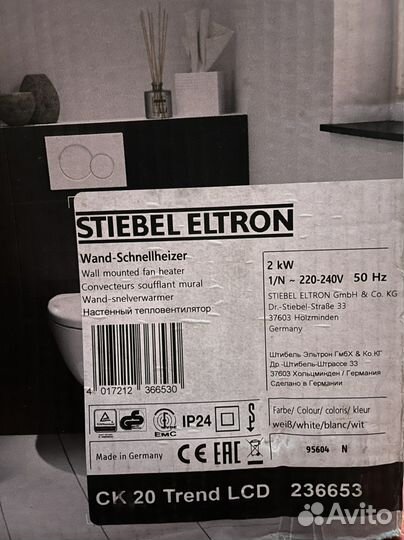 STIEBEL ELTRON
Wand-Schnellheizer
Wall mounted fan heater
Convecteurs soufflant mural
Wand-snelverwarmer
Настенный тепловентилятор
4 017212 366530
2 kW
1/N ~ 220-240V 50 Hz
STIEBEL ELTRON GmbH & Co. KG
Dr.-Stiebel-Straße 33
37603 Holzminden
Germany
Штибель Эльтрон ГмбХ & Ко.КГ
Др.-Штибель-Штрассе 33
37603 Хольцминден / Германия
Сделано в Германии
EMC
IP24
Farbe/ Colour/ coloris/ kleur
weiß/white/blanc/wit
Made in Germany
CE EAC
95604 N
CK 20 Trend LCD 236653
Avito